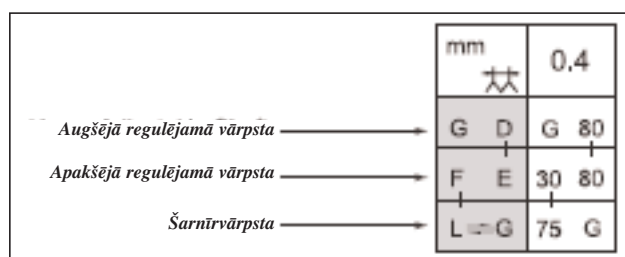 mm 0.4
Augšējā regulējamā vārpsta G D G 80
Apakšējā regulējamā vārpsta F E 30 80
Šarnīrvārpsta L G 75 G